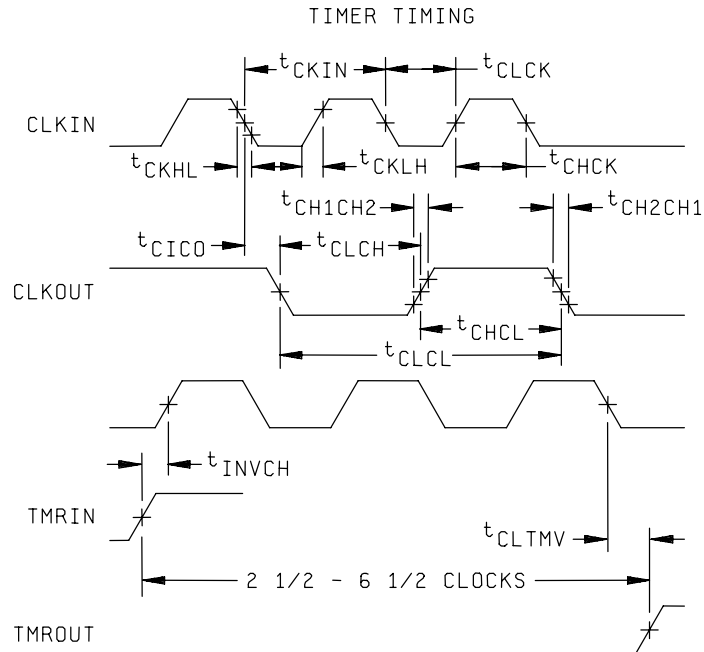 TIMER TIMING
tCKIN tCLCK
CLKIN
tCKHL tCKLH tCHCK
tCH1CH2 tCH2CH1
tCICO tCLCH
CLKOUT
tCHCL
tCLCL
tINVCH
TMRIN
tCLTMV
2 1/2 - 6 1/2 CLOCKS
TMROUT